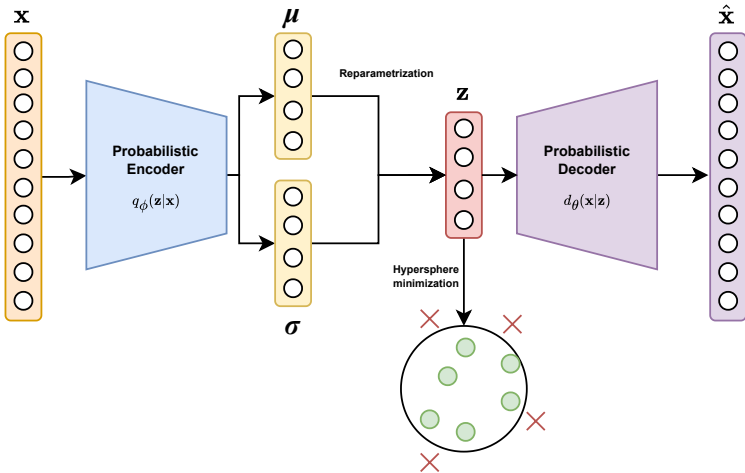 x
μ
x̂
Reparametrization
z
Probabilistic
Encoder
q_ϕ(z|x)
Probabilistic
Decoder
d_θ(x|z)
Hypersphere
minimization
σ